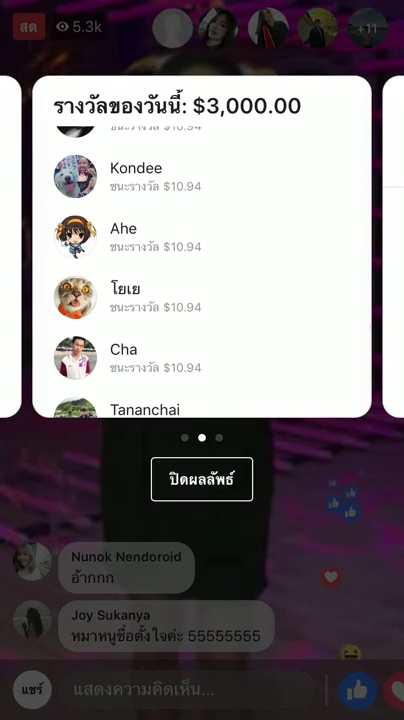 สด
5.3k
+11
รางวัลของวันนี้: $3,000.00
ชนะรางวัล $10.94
Kondee
ชนะรางวัล $10.94
Ahe
ชนะรางวัล $10.94
โยเย
ชนะรางวัล $10.94
Cha
ชนะรางวัล $10.94
Tananchai
ปิดผลลัพธ์
Nunok Nendoroid
อ้ากกก
Joy Sukanya
หมาหนูชื่อตั้งใจค่ะ 55555555
แชร์
แสดงความคิดเห็น...